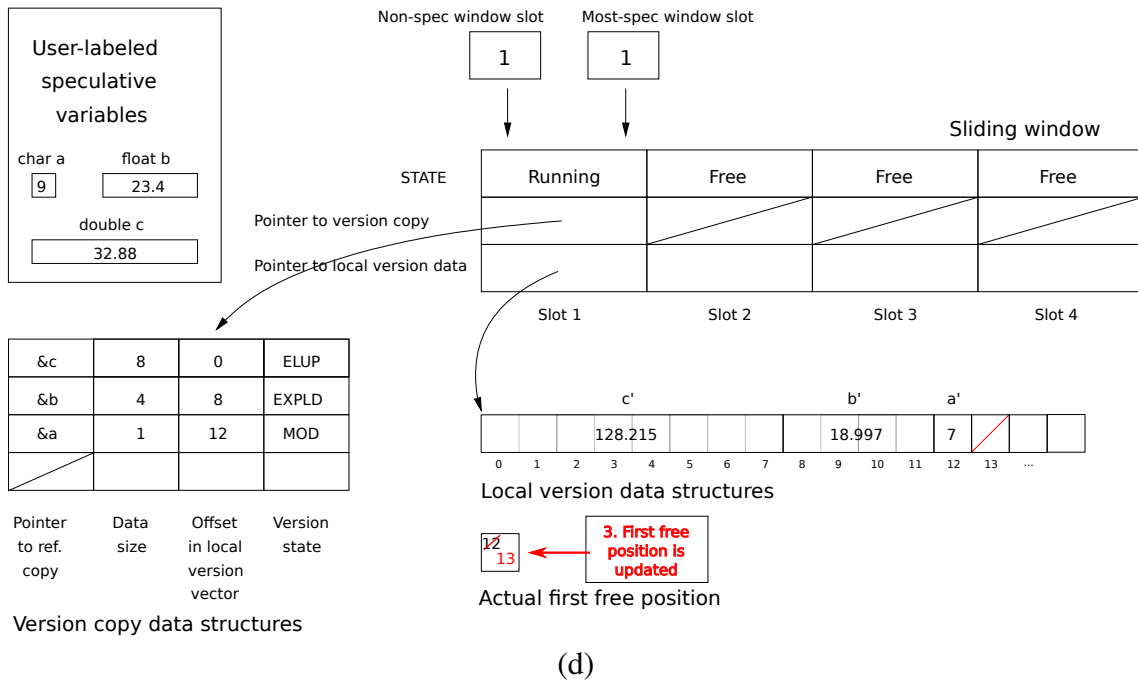 Non-spec window slot
Most-spec window slot
1
1
User-labeled
speculative
variables
char a
float b
9
23.4
double c
32.88
Sliding window
STATE
Running
Free
Free
Free
Pointer to version copy
Pointer to local version data
Slot 1
Slot 2
Slot 3
Slot 4
&c
8
0
ELUP
&b
4
8
EXPLD
&a
1
12
MOD
Pointer
to ref.
copy
Data
size
Offset
in local
version
vector
Version
state
Version copy data structures
c'
b'
a'
128.215
18.997
7
0
1
2
3
4
5
6
7
8
9
10
11
12
13
...
Local version data structures
12
13
3. First free
position is
updated
Actual first free position
(d)